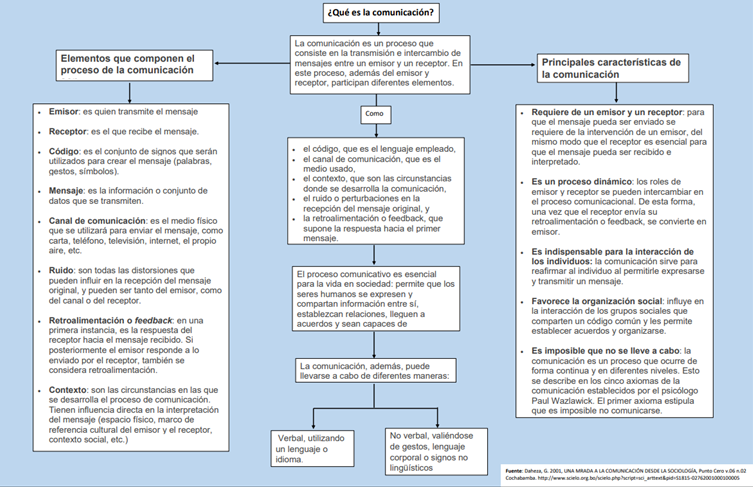 ¿Qué es la comunicación?
La comunicación es un proceso que
consiste en la transmisión e intercambio de
mensajes entre un emisor y un receptor. En
este proceso, además del emisor y
receptor, participan diferentes elementos.
Elementos que componen el
proceso de la comunicación
• Emisor: es quien transmite el mensaje
• Receptor: es el que recibe el mensaje.
• Código: es el conjunto de signos que serán
utilizados para crear el mensaje (palabras,
gestos, símbolos).
• Mensaje: es la información o conjunto de
datos que se transmiten.
• Canal de comunicación: es el medio físico
que se utilizará para enviar el mensaje, como
carta, teléfono, televisión, internet, el propio
aire, etc.
• Ruido: son todas las distorsiones que
pueden influir en la recepción del mensaje
original, y pueden ser tanto del emisor, como
del canal o del receptor.
• Retroalimentación o feedback: en una
primera instancia, es la respuesta del
receptor hacia el mensaje recibido. Si
posteriormente el emisor responde a lo
enviado por el receptor, también se
considera retroalimentación.
• Contexto: son las circunstancias en las que
se desarrolla el proceso de comunicación.
Tienen influencia directa en la interpretación
del mensaje (espacio físico, marco de
referencia cultural del emisor y el receptor,
contexto social, etc.)
Como
• el código, que es el lenguaje empleado,
• el canal de comunicación, que es el
medio usado,
• el contexto, que son las circunstancias
donde se desarrolla la comunicación,
• el ruido o perturbaciones en la
recepción del mensaje original, y
• la retroalimentación o feedback, que
supone la respuesta hacia el primer
mensaje.
El proceso comunicativo es esencial
para la vida en sociedad: permite que los
seres humanos se expresen y
compartan información entre sí,
establezcan relaciones, lleguen a
acuerdos y sean capaces de
La comunicación, además, puede
llevarse a cabo de diferentes maneras:
Verbal, utilizando
un lenguaje o
idioma.
No verbal, valiéndose
de gestos, lenguaje
corporal o signos no
lingüísticos
Principales características de
la comunicación
• Requiere de un emisor y un receptor: para
que el mensaje pueda ser enviado se
requiere de la intervención de un emisor, del
mismo modo que el receptor es esencial para
que el mensaje pueda ser recibido e
interpretado.
• Es un proceso dinámico: los roles de
emisor y receptor se pueden intercambiar en
el proceso comunicacional. De esta forma,
una vez que el receptor envía su
retroalimentación o feedback, se convierte en
emisor.
• Es indispensable para la interacción de
los individuos: la comunicación sirve para
reafirmar al individuo al permitirle expresarse
y transmitir un mensaje.
• Favorece la organización social: influye en
la interacción de los grupos sociales que
comparten un código común y les permite
establecer acuerdos y organizarse.
• Es imposible que no se lleve a cabo: la
comunicación es un proceso que ocurre de
forma continua y en diferentes niveles. Esto
se describe en los cinco axiomas de la
comunicación establecidos por el psicólogo
Paul Wazlawick. El primer axioma estipula
que es imposible no comunicarse.
Fuente: Daheza, G. 2001, UNA MRADA A LA COMUNICACIÓN DESDE LA SOCIOLOGÍA, Punto Cero v.06 n.02
Cochabamba. http://www.scielo.org.bo/scielo.php?script=sci_arttext&pid=S1815-02762001000100005